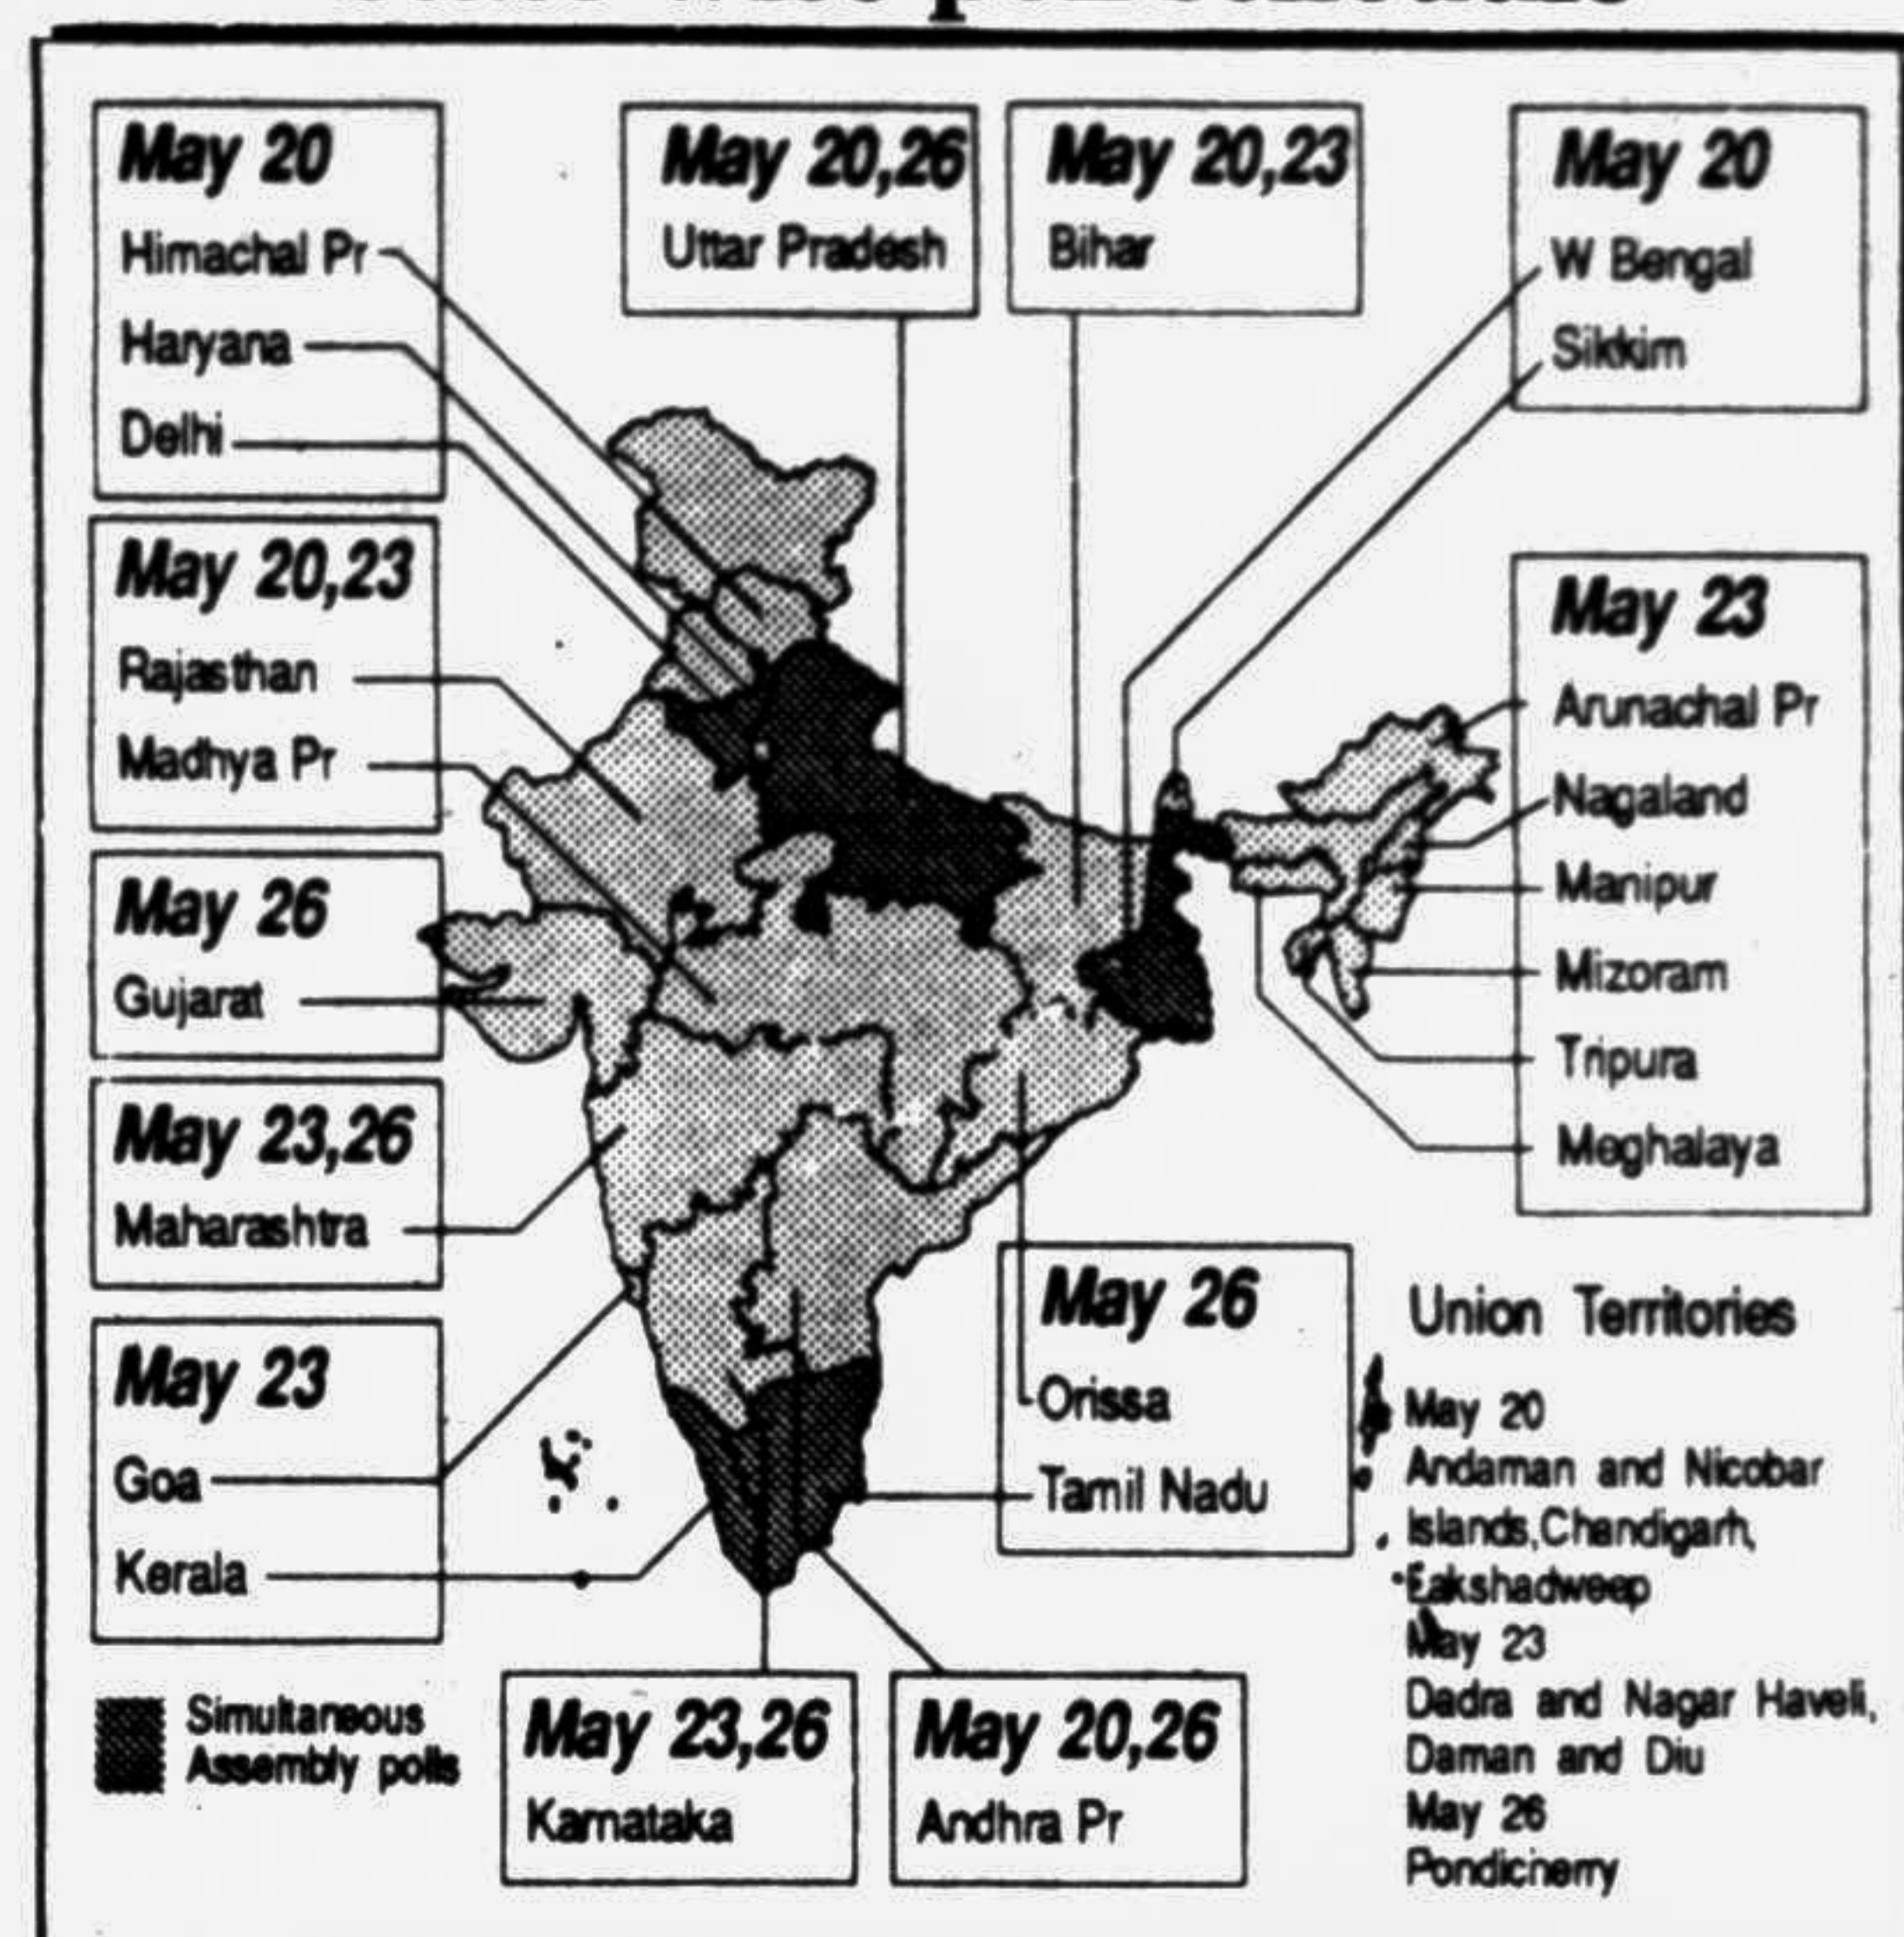 May 20
Himachal Pr
Haryana
Delhi
May 20,26
Uttar Pradesh
May 20,23
Bihar
May 20
W Bengal
Sikkim
May 20,23
Rajasthan
Madhya Pr
May 26
Gujarat
May 23,26
Maharashtra
May 23
Goa
Kerala
May 23
Arunachal Pr
Nagaland
Manipur
Mizoram
Tripura
Meghalaya
May 26
Orissa
Tamil Nadu
Simultaneous
Assembly polls
May 23,26
Karnataka
May 20,26
Andhra Pr
Union Territories
May 20
Andaman and Nicobar
Islands,Chandigarh,
Lakshadweep
May 23
Dadra and Nagar Haveli,
Daman and Diu
May 26
Pondicherry